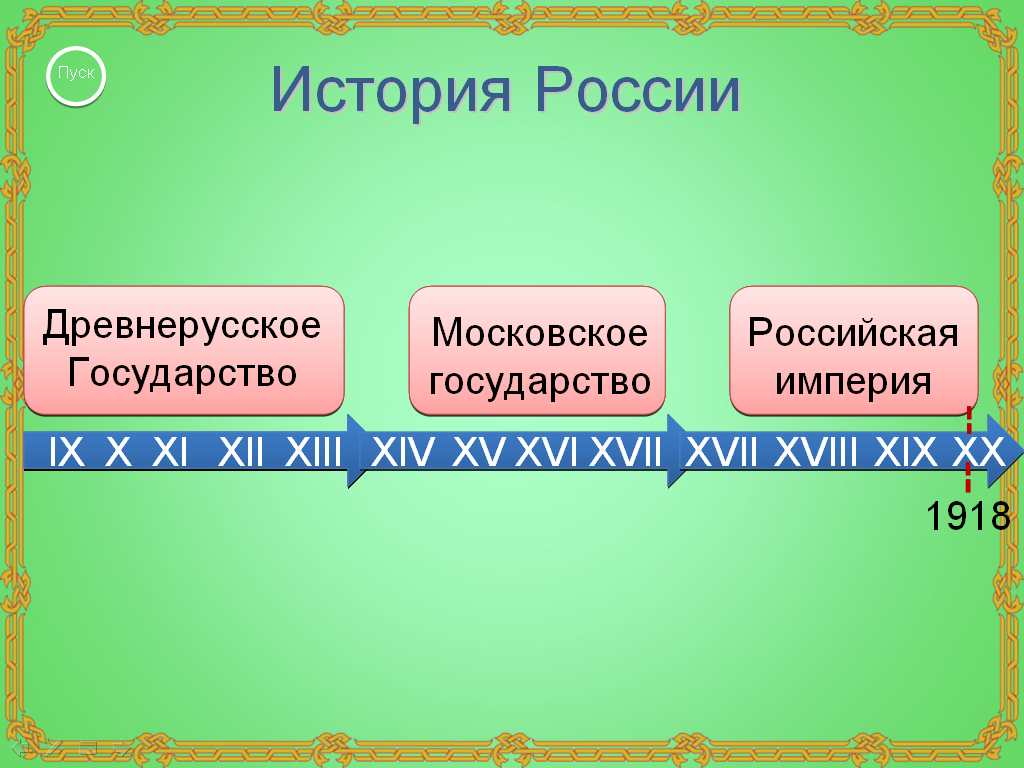 Пуск
История России
Древнерусское
Государство
Московское
государство
Российская
империя
IX X XI XII XIII XIV XV XVI XVII XVII XVIII XIX XX
1918